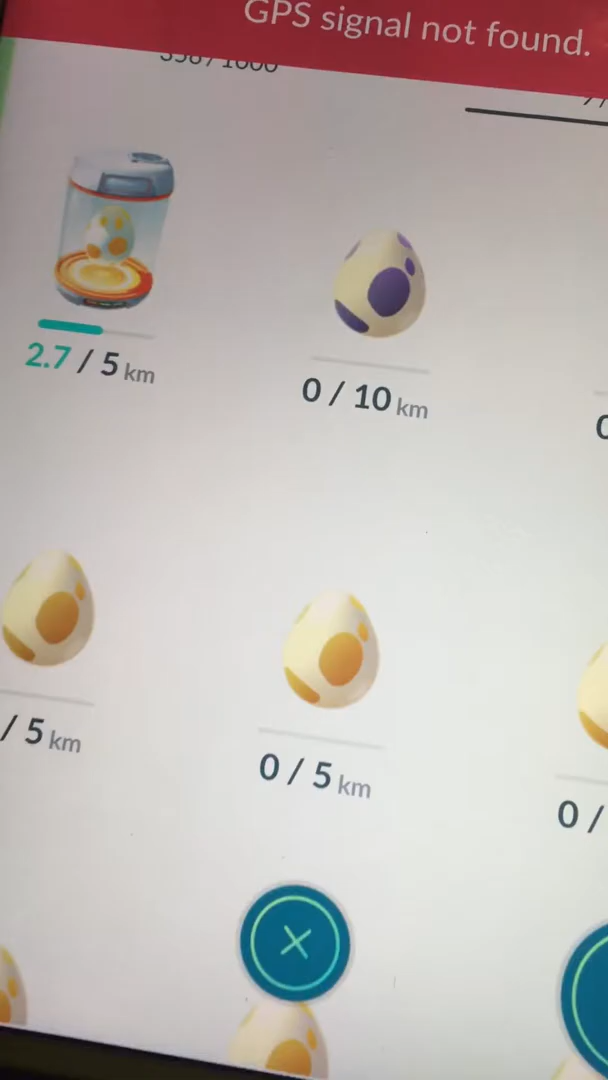 GPS signal not found.
2.7 / 5 km
0 / 10 km
/ 5 km
0 / 5 km
0 /